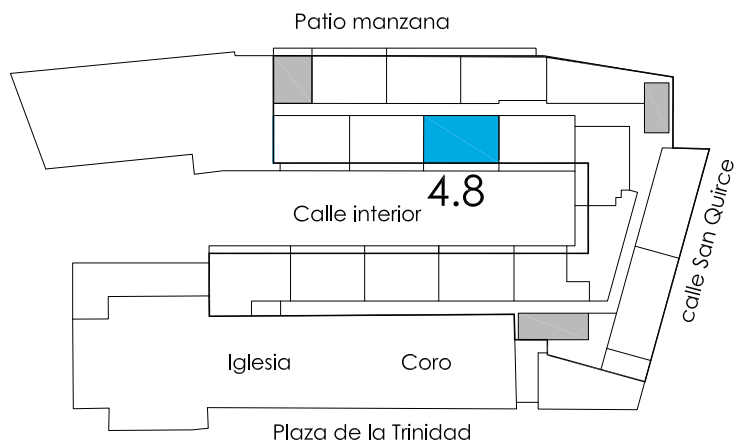 Patio manzana
4.8
Calle interior
calle San Quirce
Iglesia
Coro
Plaza de la Trinidad